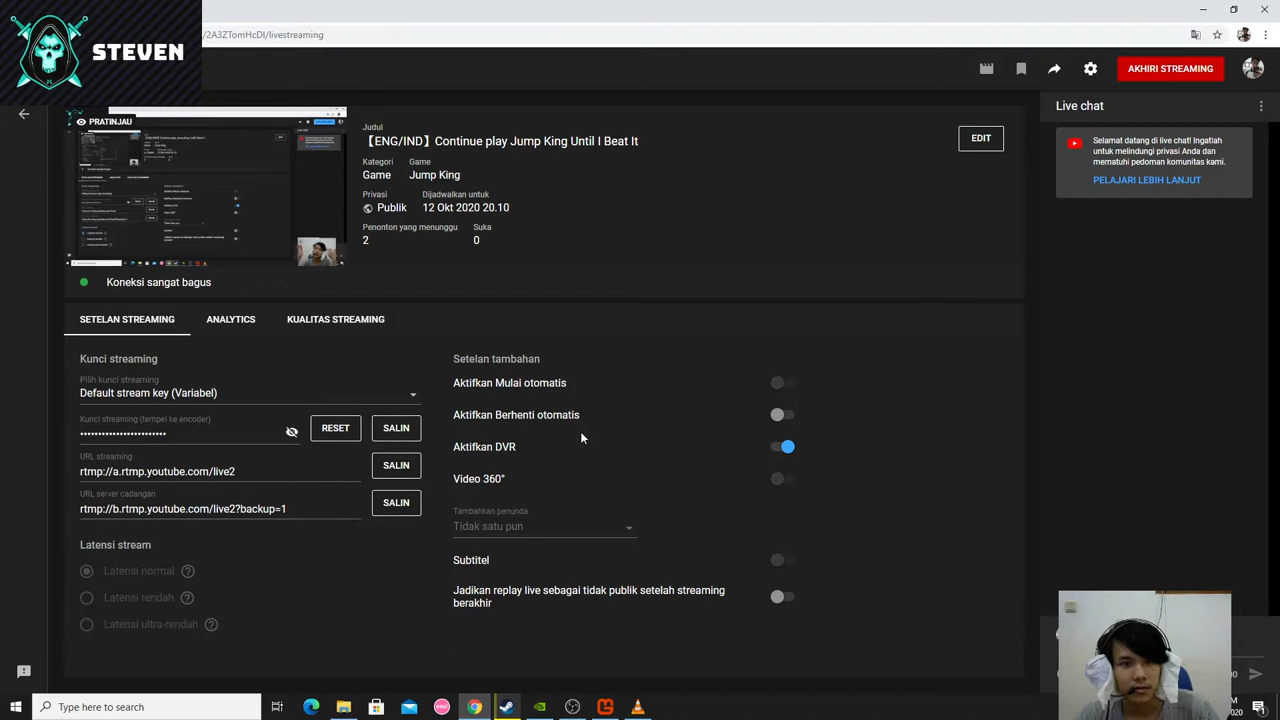 STEVEN
/2A3ZTomHcDI/livestreaming
AKHIRI STREAMING
PRATINJAU
Judul
【ENG/IND】Continue play Jump King Until Beat It
EDIT
Kategori
Game
Game
Jump King
Privasi
Dijadwalkan untuk
Publik
12 Okt 2020 20.10
Penonton yang menunggu
Suka
2
0
Koneksi sangat bagus
Live chat
Selamat datang di live chat! Ingatlah
untuk melindungi privasi Anda dan
mematuhi pedoman komunitas kami.
PELAJARI LEBIH LANJUT
SETELAN STREAMING
ANALYTICS
KUALITAS STREAMING
Kunci streaming
Pilih kunci streaming
Default stream key (Variabel)
Kunci streaming (tempel ke encoder)
••••••••••••••••••••••••
RESET
SALIN
URL streaming
rtmp://a.rtmp.youtube.com/live2
SALIN
URL server cadangan
rtmp://b.rtmp.youtube.com/live2?backup=1
SALIN
Latensi stream
Latensi normal
Latensi rendah
Latensi ultra-rendah
Setelan tambahan
Aktifkan Mulai otomatis
Aktifkan Berhenti otomatis
Aktifkan DVR
Video 360°
Tambahkan penunda
Tidak satu pun
Subtitel
Jadikan replay live sebagai tidak publik setelah streaming
berakhir
Type here to search